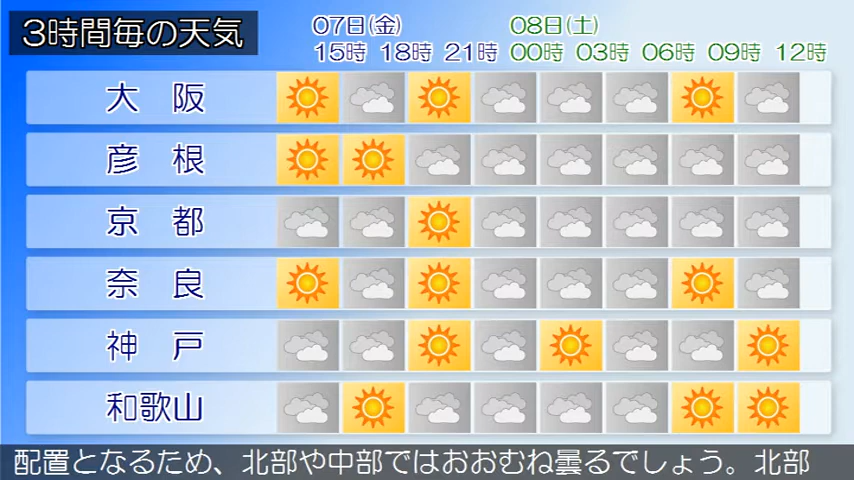 3時間毎の天気
07日(金) 08日(土)
15時 18時 21時 00時 03時 06時 09時 12時
大阪
彦根
京都
奈良
神戸
和歌山
配置となるため、北部や中部ではおおむね曇るでしょう。北部